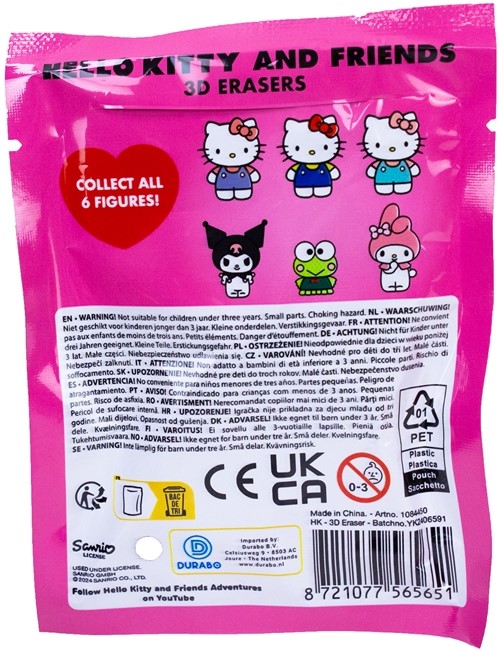 HELLO KITTY AND FRIENDS
3D ERASERS
COLLECT ALL
6 FIGURES!
EN - WARNING! Not suitable for children under three years. Small parts. Choking hazard. NL - WAARSCHUWING!
Niet geschikt voor kinderen jonger dan 3 jaar. Kleine onderdelen. Verstikkingsgevaar. FR - ATTENTION! Ne convient
pas aux enfants de moins de trois ans. Petits éléments. Danger d'étouffement. DE - ACHTUNG! Nicht für Kinder unter
drei Jahren geeignet. Kleine Teile. Erstickungsgefahr. PL - OSTRZEŻENIE! Nieodpowiednie dla dzieci w wieku poniżej
3 lat. Małe części. Niebezpieczeństwo udławienia się. CZ - VAROVÁNÍ! Nevhodné pro děti do tří let. Malé části.
Nebezpečí zalknutí. IT - ATTENZIONE! Non adatto a bambini di età inferiore a 3 anni. Piccole parti. Rischio di
soffocamento. SK - UPOZORNENIE! Nevhodné pre deti do troch rokov. Malé časti. Nebezpečenstvo dusenia.
ES - ADVERTENCIA! No conveniente para niños menores de tres años. Partes pequeñas. Peligro de
atragantamiento. PT - AVISO! Contraindicado para crianças com menos de 3 anos. Pequenas
partes. Risco de asfixia. RO - AVERTISMENT! Nerecomandat copiilor mai mici de 3 ani. Părți mici.
Pericol de sufocare internă. HR - UPOZORENJE! Igračka nije prikladna za djecu mlađu od tri
godine. Mali dijelovi. Opasnost od gušenja. DK - ADVARSEL! Ikke egnet til børn under 3 år. Små
dele. Kvælningsfare. FI - VAROITUS! Ei sovellu alle 3-vuotiaille lapsille. Pieniä osia.
Tukehtumisvaara. NO - ADVARSEL! Ikke egnet for barn under tre år. Små deler. Kvelningsfare.
SE - VARNING! Inte lämplig för barn under tre år. Små delar. Kvävningsrisk.
01
PET
Plastic
Plastica
Pouch
Sacchetto
FR
BAC
DE TRI
CE
UK
CA
0-3
Made in China. - Artno. 1084450
HK - 3D Eraser - Batchno. YK2406591
Sanrio
LICENSE
USED UNDER LICENSE.
SANRIO GMBH
© 2024 SANRIO CO., LTD.
D
DURABO
Imported by:
Durabo B.V.
Celsiusweg 9 - 8503 AC
Joure - The Netherlands
www.durabo.nl
Follow Hello Kitty and Friends Adventures
on YouTube
8 721077 565651